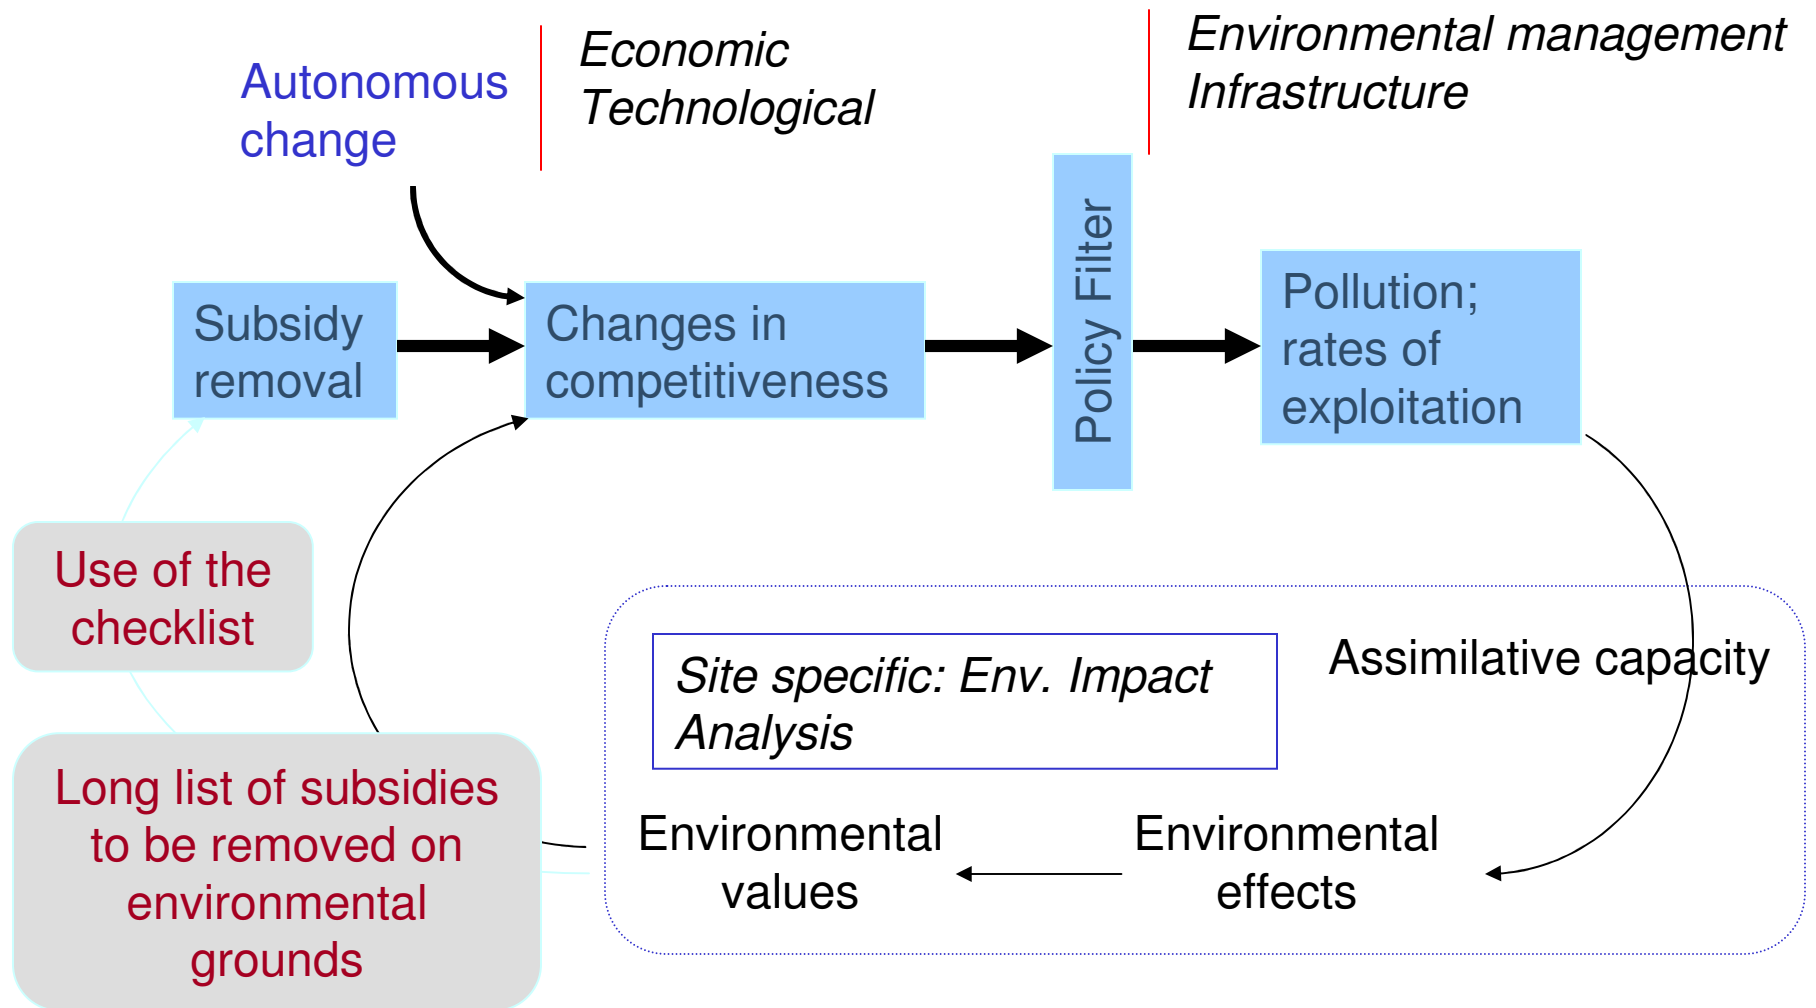 Autonomous
change
Economic
Technological
Environmental management
Infrastructure
Subsidy
removal
Changes in
competitiveness
Policy Filter
Pollution;
rates of
exploitation
Use of the
checklist
Site specific: Env. Impact
Analysis
Assimilative capacity
Long list of subsidies
to be removed on
environmental
grounds
Environmental
values
Environmental
effects